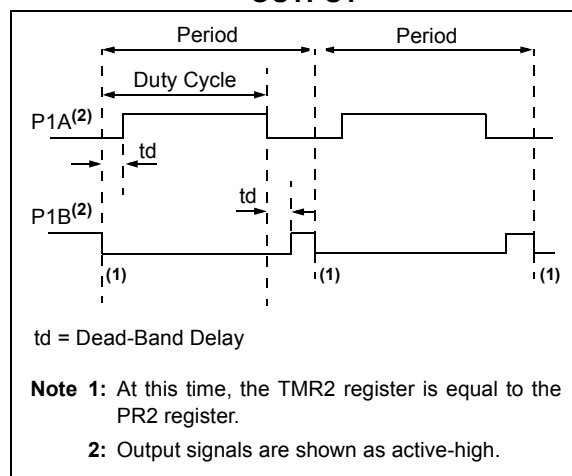 Period Period
Duty Cycle
P1A(2)
td
td
P1B(2)
(1) (1) (1)
td = Dead-Band Delay
Note 1: At this time, the TMR2 register is equal to the
PR2 register.
2: Output signals are shown as active-high.